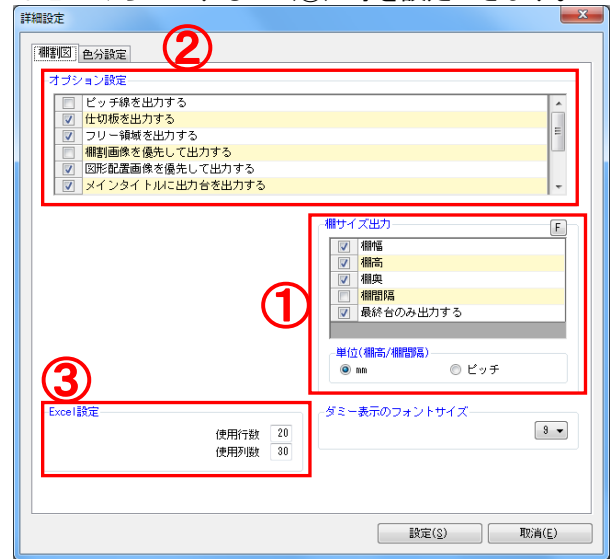 詳細設定
棚割図 色分設定
②
オプション設定
ピッチ線を出力する
仕切板を出力する
フリー領域を出力する
棚割画像を優先して出力する
図形配置画像を優先して出力する
メインタイトルに出力台を出力する
①
棚サイズ出力 F
棚幅
棚高
棚奥
棚間隔
最終台のみ出力する
単位(棚高/棚間隔)
mm ピッチ
③
Excel設定
使用行数 20
使用列数 30
ダミー表示のフォントサイズ
9
設定(S) 取消(E)